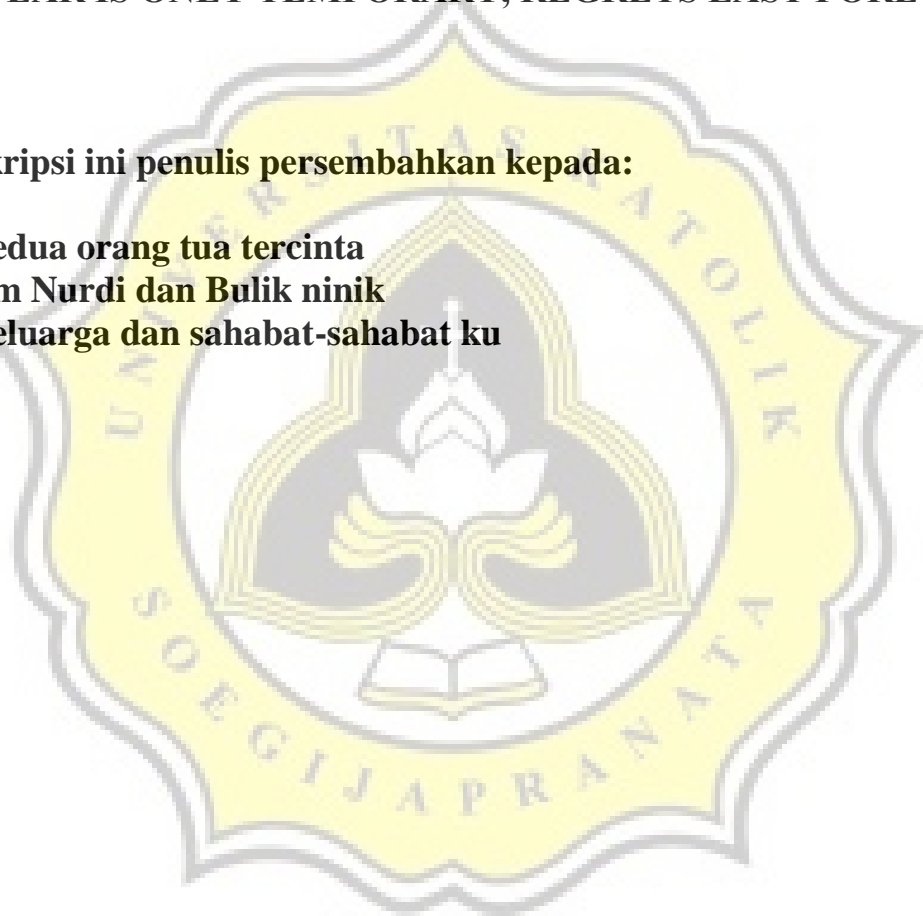 EAR IS ONLY TEMPORARY, REGRETS LAST FORE
kripsi ini penulis persembahkan kepada:
edua orang tua tercinta
m Nurdi dan Bulik ninik
eluarga dan sahabat-sahabat ku
UNIVERSITAS KATOLIK
SOEGIJAPRANATA